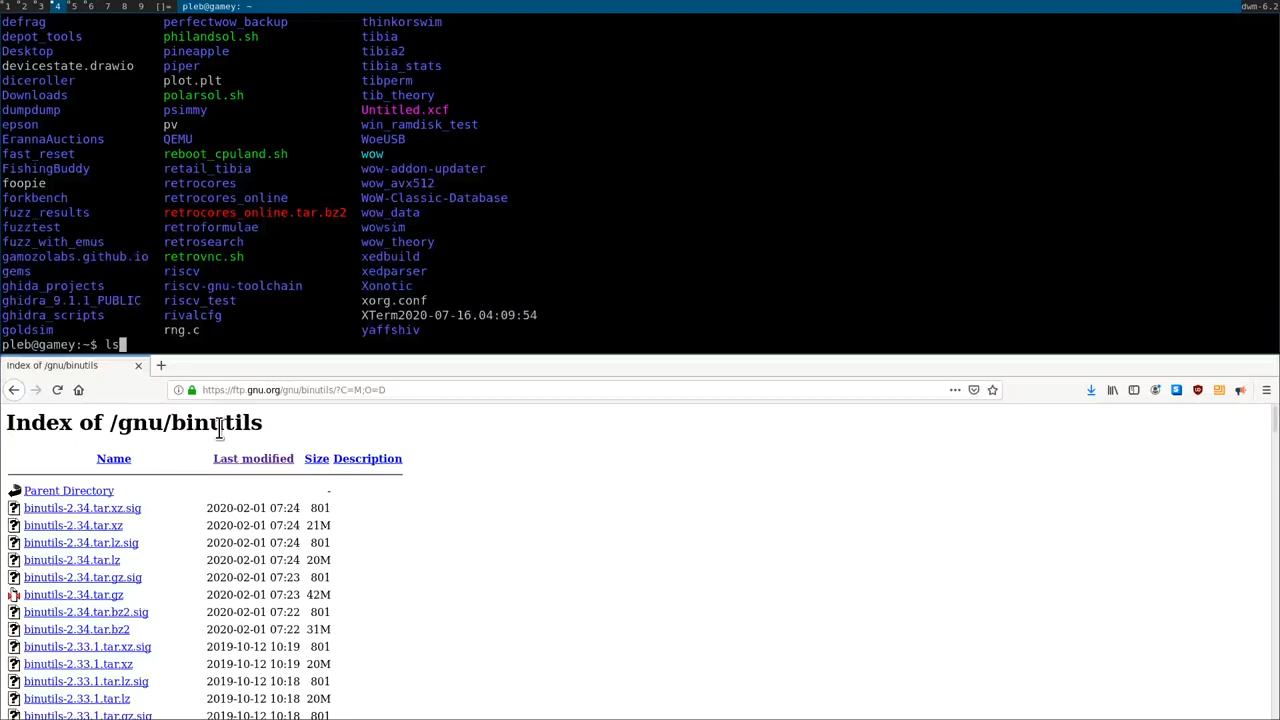 1 2 3 4 5 6 7 8 9 []= pleb@gamey: ~ dwm-6.2
defrag perfectwow_backup thinkorswim
depot_tools philandsol.sh tibia
Desktop pineapple tibia2
devicestate.drawio piper tibia_stats
diceroller plot.plt tibperm
Downloads polarsol.sh tib_theory
dumpdump psimmy Untitled.xcf
epson pv win_ramdisk_test
ErannaAuctions QEMU WoeUSB
fast_reset reboot_cpuland.sh wow
FishingBuddy retail_tibia wow-addon-updater
foopie retrocores wow_avx512
forkbench retrocores_online WoW-Classic-Database
fuzz_results retrocores_online.tar.bz2 wow_data
fuzztest retroformulae wowsim
fuzz_with_emus retrosearch wow_theory
gamozolabs.github.io retrovnc.sh xedbuild
gems riscv xedparser
ghida_projects riscv-gnu-toolchain Xonotic
ghidra_9.1.1_PUBLIC riscv_test xorg.conf
ghidra_scripts rivalcfg XTerm2020-07-16.04:09:54
goldsim rng.c yaffshiv
pleb@gamey:~$ ls
Index of /gnu/binutils
https://ftp.gnu.org/gnu/binutils/?C=M;O=D
Index of /gnu/binutils
Name Last modified Size Description
Parent Directory -
binutils-2.34.tar.xz.sig 2020-02-01 07:24 801
binutils-2.34.tar.xz 2020-02-01 07:24 21M
binutils-2.34.tar.lz.sig 2020-02-01 07:24 801
binutils-2.34.tar.lz 2020-02-01 07:24 20M
binutils-2.34.tar.gz.sig 2020-02-01 07:23 801
binutils-2.34.tar.gz 2020-02-01 07:23 42M
binutils-2.34.tar.bz2.sig 2020-02-01 07:22 801
binutils-2.34.tar.bz2 2020-02-01 07:22 31M
binutils-2.33.1.tar.xz.sig 2019-10-12 10:19 801
binutils-2.33.1.tar.xz 2019-10-12 10:19 20M
binutils-2.33.1.tar.lz.sig 2019-10-12 10:18 801
binutils-2.33.1.tar.lz 2019-10-12 10:18 20M
binutils-2.33.1.tar.gz.sig 2019-10-12 10:18 801